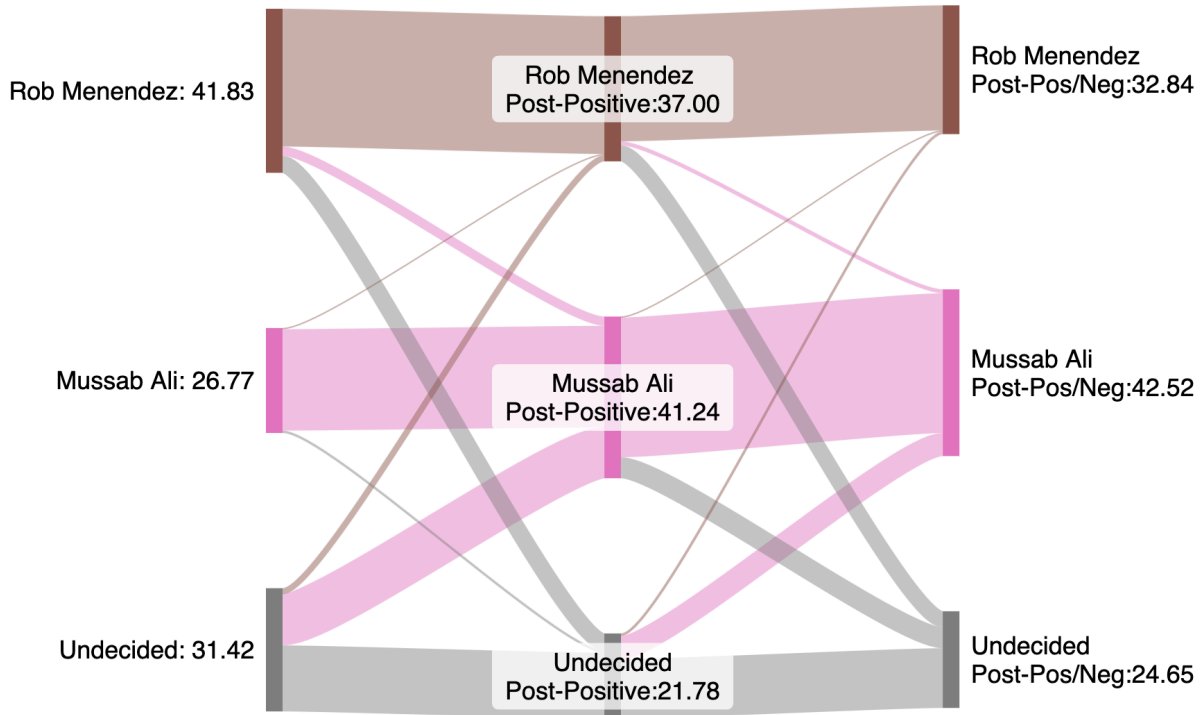 Rob Menendez: 41.83
Mussab Ali: 26.77
Undecided: 31.42
Rob Menendez
Post-Positive:37.00
Mussab Ali
Post-Positive:41.24
Undecided
Post-Positive:21.78
Rob Menendez
Post-Pos/Neg:32.84
Mussab Ali
Post-Pos/Neg:42.52
Undecided
Post-Pos/Neg:24.65